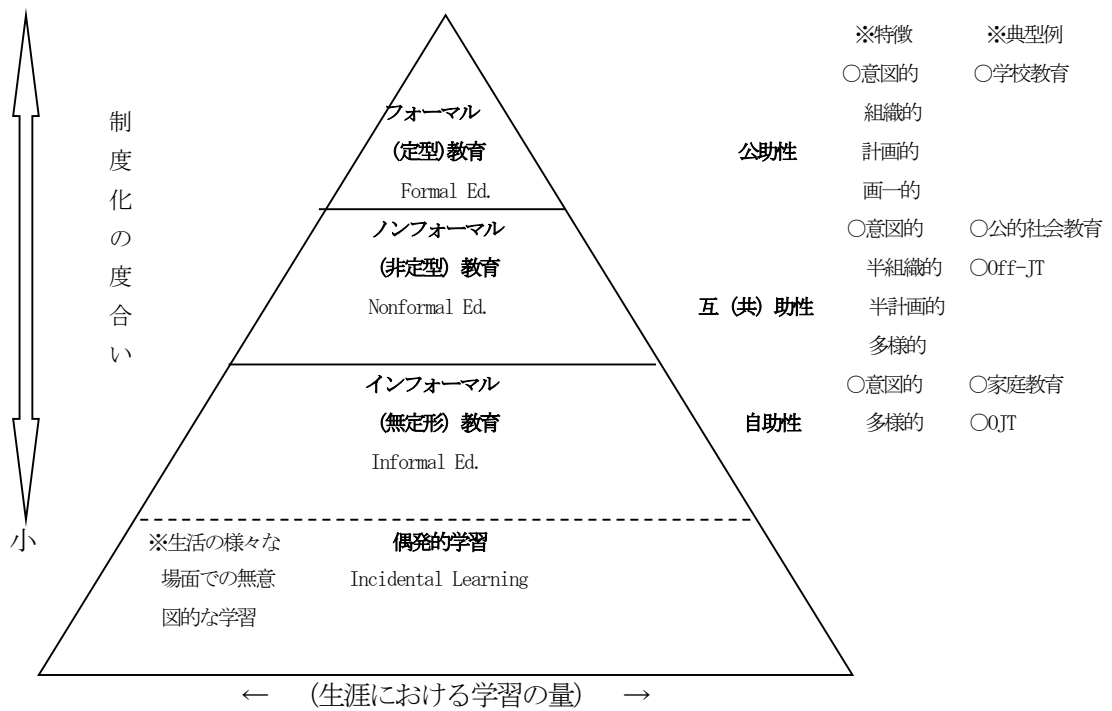 ※特徴 ※典型例
○意図的 ○学校教育
組織的
計画的
画一的
公助性
フォーマル
(定型)教育
Formal Ed.
制度化の度合い
ノンフォーマル
(非定型) 教育
Nonformal Ed.
互 (共) 助性
○意図的 ○公的社会教育
半組織的 ○Off-JT
半計画的
多様的
インフォーマル
(無定形) 教育
Informal Ed.
自助性
○意図的 ○家庭教育
多様的 ○OJT
小
※生活の様々な
場面での無意
図的な学習
偶発的学習
Incidental Learning
← (生涯における学習の量) →